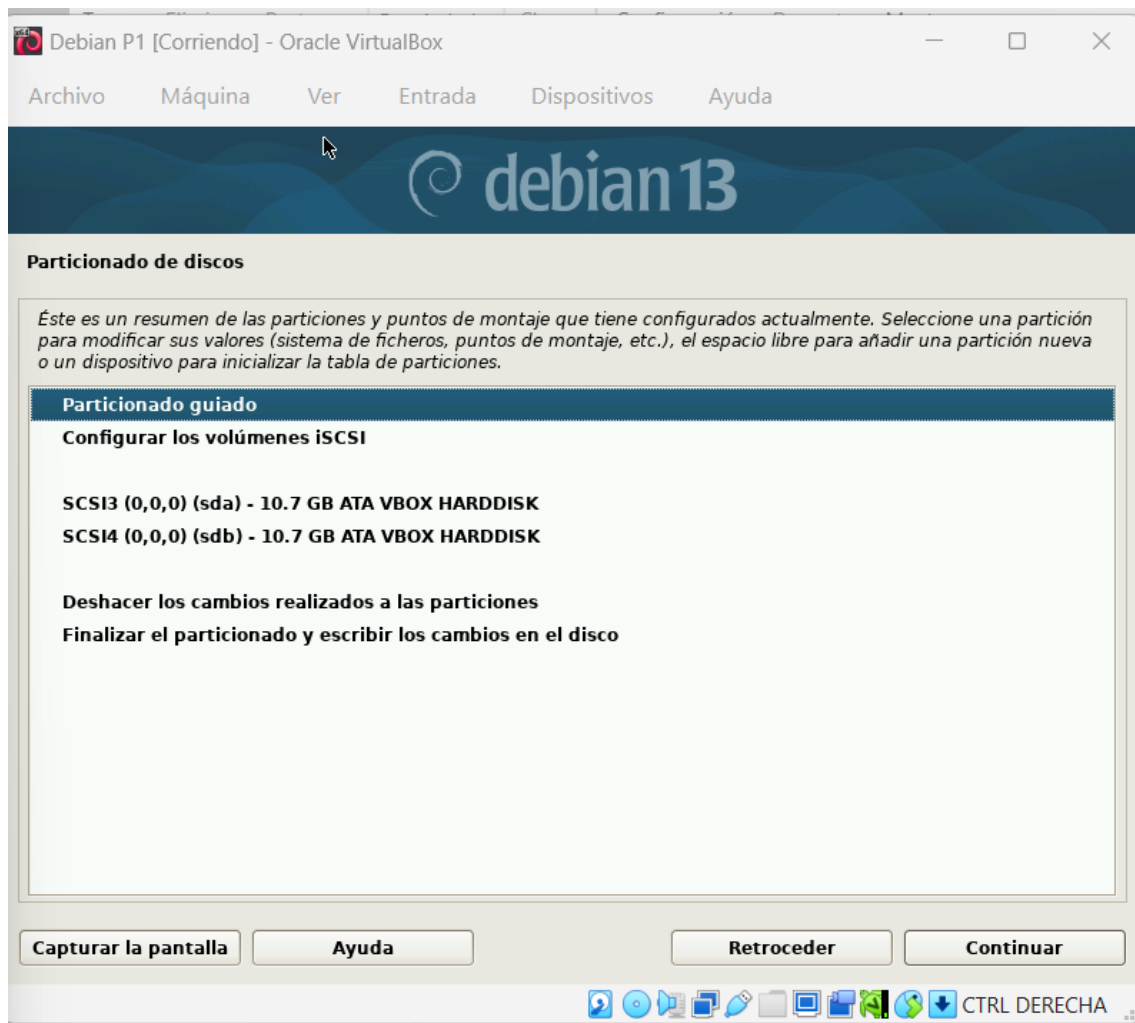 Debian P1 [Corriendo] - Oracle VirtualBox
Archivo Máquina Ver Entrada Dispositivos Ayuda
debian 13
Particionado de discos
Éste es un resumen de las particiones y puntos de montaje que tiene configurados actualmente. Seleccione una partición
para modificar sus valores (sistema de ficheros, puntos de montaje, etc.), el espacio libre para añadir una partición nueva
o un dispositivo para inicializar la tabla de particiones.
Particionado guiado
Configurar los volúmenes iSCSI
SCSI3 (0,0,0) (sda) - 10.7 GB ATA VBOX HARDDISK
SCSI4 (0,0,0) (sdb) - 10.7 GB ATA VBOX HARDDISK
Deshacer los cambios realizados a las particiones
Finalizar el particionado y escribir los cambios en el disco
Capturar la pantalla Ayuda Retroceder Continuar
CTRL DERECHA